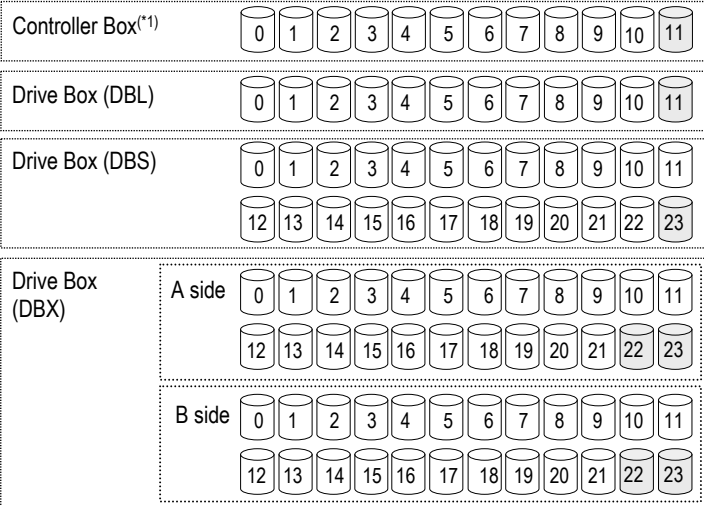 Controller Box(*1) 0 1 2 3 4 5 6 7 8 9 10 11
Drive Box (DBL) 0 1 2 3 4 5 6 7 8 9 10 11
Drive Box (DBS) 0 1 2 3 4 5 6 7 8 9 10 11
12 13 14 15 16 17 18 19 20 21 22 23
Drive Box
(DBX)
A side 0 1 2 3 4 5 6 7 8 9 10 11
12 13 14 15 16 17 18 19 20 21 22 23
B side 0 1 2 3 4 5 6 7 8 9 10 11
12 13 14 15 16 17 18 19 20 21 22 23